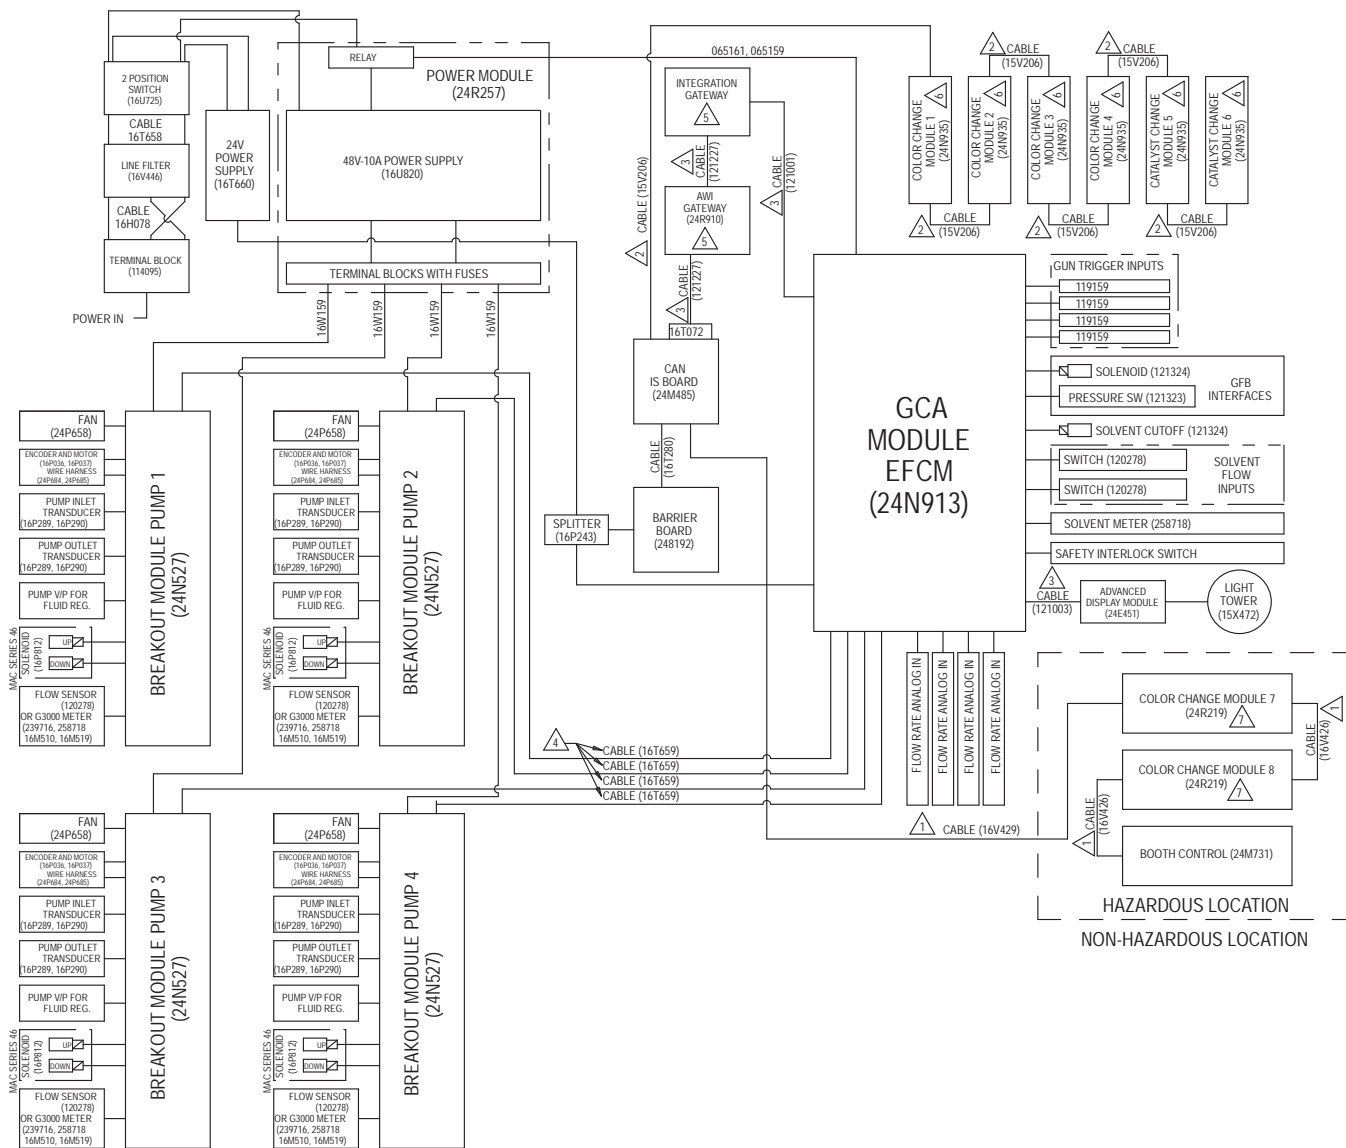 2 POSITION
SWITCH
(16U725)
CABLE
16T658
LINE FILTER
(16V446)
CABLE
16H078
TERMINAL BLOCK
(114095)
POWER IN
24V
POWER
SUPPLY
(16T660)
RELAY
POWER MODULE
(24R257)
48V-10A POWER SUPPLY
(16U820)
TERMINAL BLOCKS WITH FUSES
16W159
16W159
16W159
16W159
065161, 065159
INTEGRATION
GATEWAY
5
3
CABLE
(121227)
3
CABLE
(121001)
AWI
GATEWAY
(24R910)
5
CABLE (15V206)
2
3
CABLE
(121227)
16T072
CAN
IS BOARD
(24M485)
CABLE
(16T280)
SPLITTER
(16P243)
BARRIER
BOARD
(248192)
2
CABLE
(15V206)
2
CABLE
(15V206)
COLOR CHANGE
MODULE 1
(24N935)
6
COLOR CHANGE
MODULE 2
(24N935)
6
COLOR CHANGE
MODULE 3
(24N935)
6
COLOR CHANGE
MODULE 4
(24N935)
6
CATALYST CHANGE
MODULE 5
(24N935)
6
CATALYST CHANGE
MODULE 6
(24N935)
6
2
CABLE
(15V206)
2
CABLE
(15V206)
2
CABLE
(15V206)
GCA
MODULE
EFCM
(24N913)
GUN TRIGGER INPUTS
119159
119159
119159
119159
SOLENOID (121324)
PRESSURE SW (121323)
GFB
INTERFACES
SOLVENT CUTOFF (121324)
SWITCH (120278)
SWITCH (120278)
SOLVENT
FLOW
INPUTS
SOLVENT METER (258718)
SAFETY INTERLOCK SWITCH
3
CABLE
(121003)
ADVANCED
DISPLAY MODULE
(24E451)
LIGHT
TOWER
(15X472)
FLOW RATE ANALOG IN
FLOW RATE ANALOG IN
FLOW RATE ANALOG IN
FLOW RATE ANALOG IN
4
CABLE (16T659)
CABLE (16T659)
CABLE (16T659)
CABLE (16T659)
1
CABLE (16V429)
COLOR CHANGE MODULE 7
(24R219)
7
1
CABLE
(16V426)
COLOR CHANGE MODULE 8
(24R219)
7
1
CABLE
(16V426)
BOOTH CONTROL (24M731)
HAZARDOUS LOCATION
NON-HAZARDOUS LOCATION
FAN
(24P658)
ENCODER AND MOTOR
(16P036, 16P037)
WIRE HARNESS
(24P684, 24P685)
PUMP INLET
TRANSDUCER
(16P289, 16P290)
PUMP OUTLET
TRANSDUCER
(16P289, 16P290)
PUMP V/P FOR
FLUID REG.
MAC SERIES 46
SOLENOID
(16P812)
UP
DOWN
FLOW SENSOR
(120278)
OR G3000 METER
(239716, 258718
16M510, 16M519)
BREAKOUT MODULE PUMP 1
(24N527)
FAN
(24P658)
ENCODER AND MOTOR
(16P036, 16P037)
WIRE HARNESS
(24P684, 24P685)
PUMP INLET
TRANSDUCER
(16P289, 16P290)
PUMP OUTLET
TRANSDUCER
(16P289, 16P290)
PUMP V/P FOR
FLUID REG.
MAC SERIES 46
SOLENOID
(16P812)
UP
DOWN
FLOW SENSOR
(120278)
OR G3000 METER
(239716, 258718
16M510, 16M519)
BREAKOUT MODULE PUMP 2
(24N527)
FAN
(24P658)
ENCODER AND MOTOR
(16P036, 16P037)
WIRE HARNESS
(24P684, 24P685)
PUMP INLET
TRANSDUCER
(16P289, 16P290)
PUMP OUTLET
TRANSDUCER
(16P289, 16P290)
PUMP V/P FOR
FLUID REG.
MAC SERIES 46
SOLENOID
(16P812)
UP
DOWN
FLOW SENSOR
(120278)
OR G3000 METER
(239716, 258718
16M510, 16M519)
BREAKOUT MODULE PUMP 3
(24N527)
FAN
(24P658)
ENCODER AND MOTOR
(16P036, 16P037)
WIRE HARNESS
(24P684, 24P685)
PUMP INLET
TRANSDUCER
(16P289, 16P290)
PUMP OUTLET
TRANSDUCER
(16P289, 16P290)
PUMP V/P FOR
FLUID REG.
MAC SERIES 46
SOLENOID
(16P812)
UP
DOWN
FLOW SENSOR
(120278)
OR G3000 METER
(239716, 258718
16M510, 16M519)
BREAKOUT MODULE PUMP 4
(24N527)